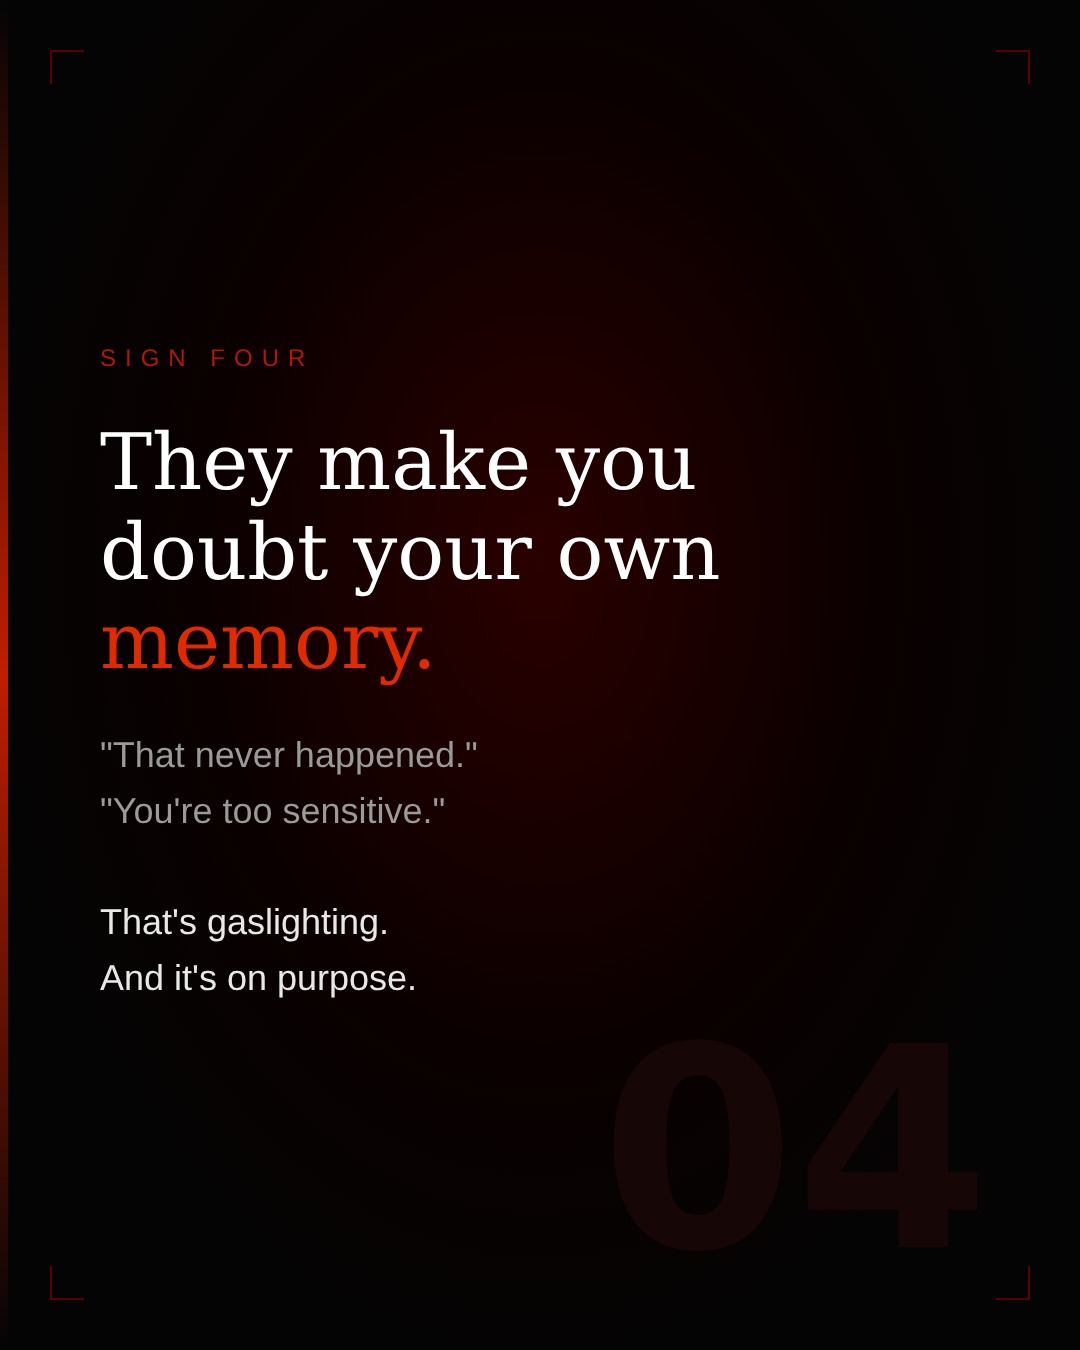 SIGN FOUR
They make you
doubt your own
memory.
"That never happened."
"You're too sensitive."
That's gaslighting.
And it's on purpose.
04